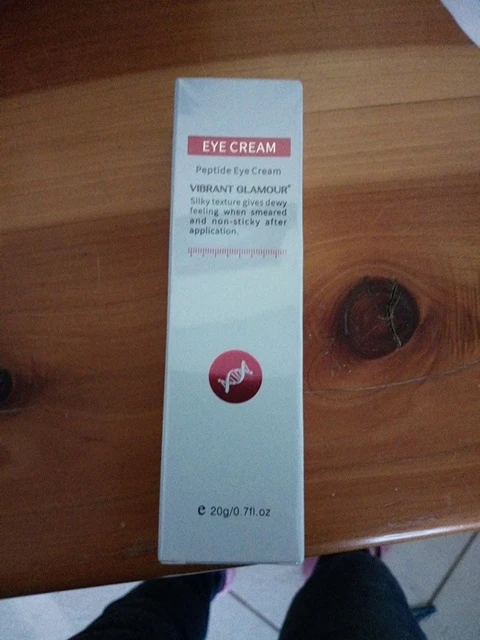 EYE CREAM
Peptide Eye Cream
VIBRANT GLAMOUR®
Silky texture gives dewy
feeling when smeared
and non-sticky after
application.
e 20g/0.7fl.oz